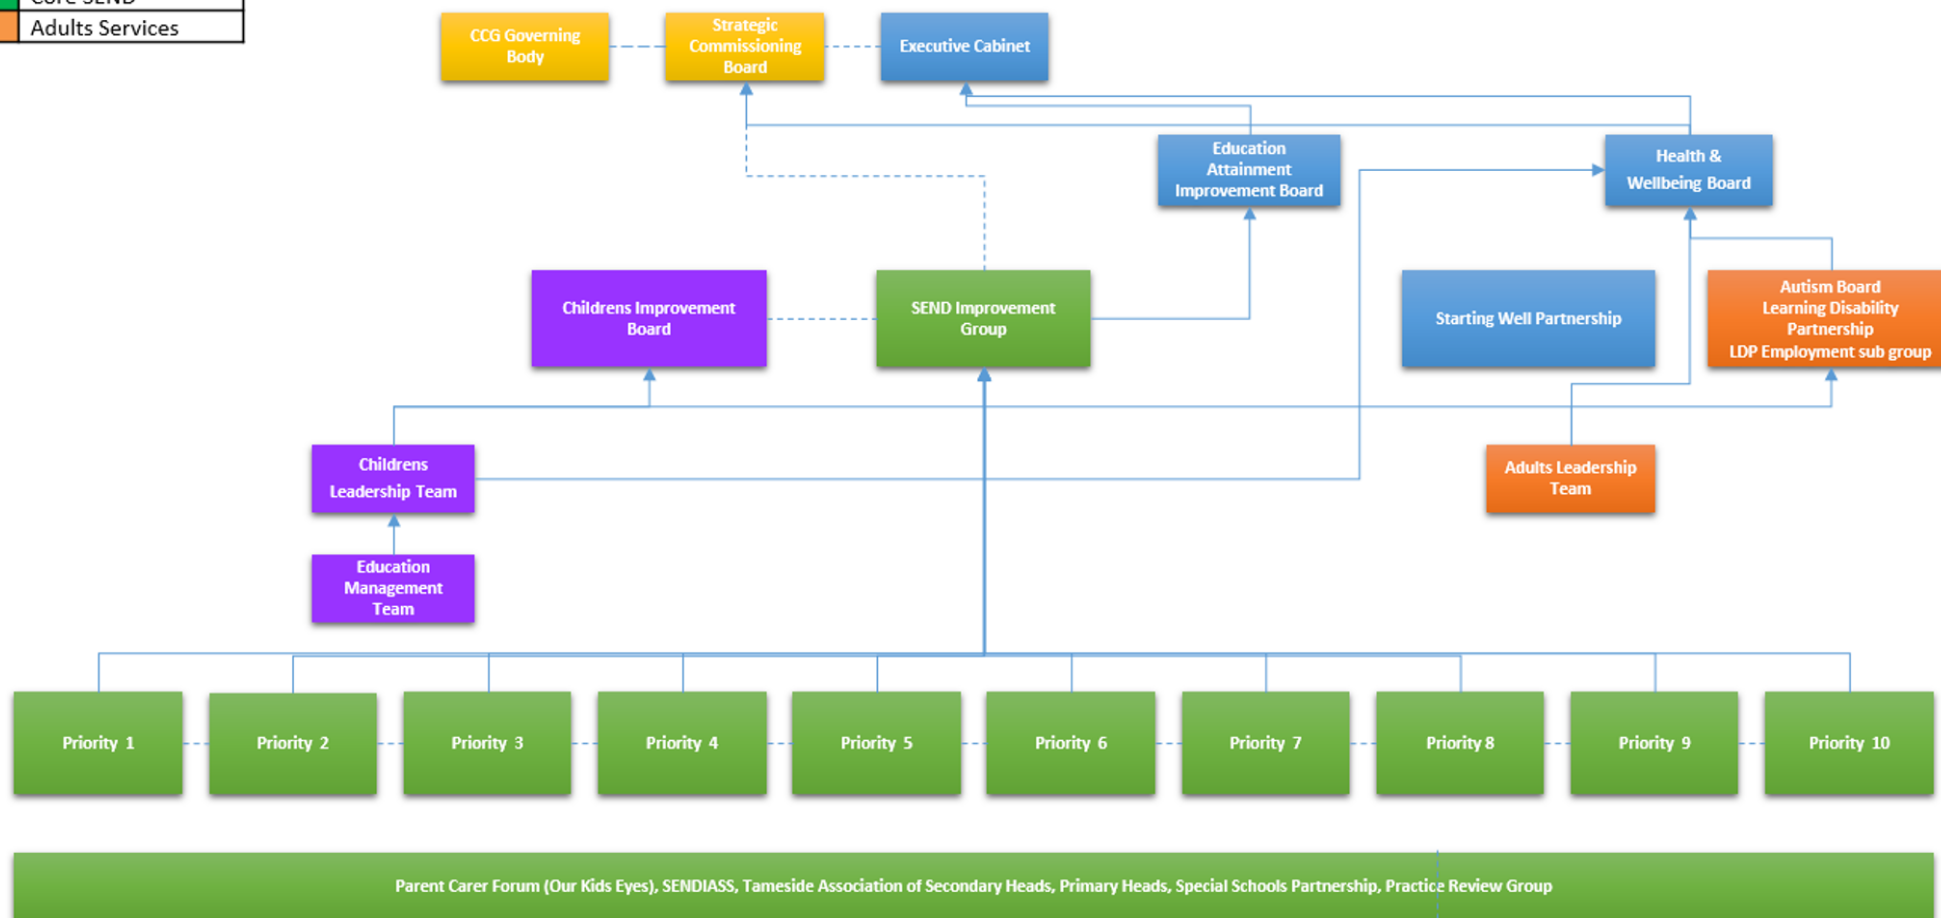 Core SEND
Adults Services
CCG Governing
Body
Strategic
Commissioning
Board
Executive Cabinet
Education
Attainment
Improvement Board
Health &
Wellbeing Board
Childrens Improvement
Board
SEND Improvement
Group
Starting Well Partnership
Autism Board
Learning Disability
Partnership
LDP Employment sub group
Childrens
Leadership Team
Adults Leadership
Team
Education
Management
Team
Priority 1
Priority 2
Priority 3
Priority 4
Priority 5
Priority 6
Priority 7
Priority 8
Priority 9
Priority 10
Parent Carer Forum (Our Kids Eyes), SENDIASS, Tameside Association of Secondary Heads, Primary Heads, Special Schools Partnership, Practice Review Group